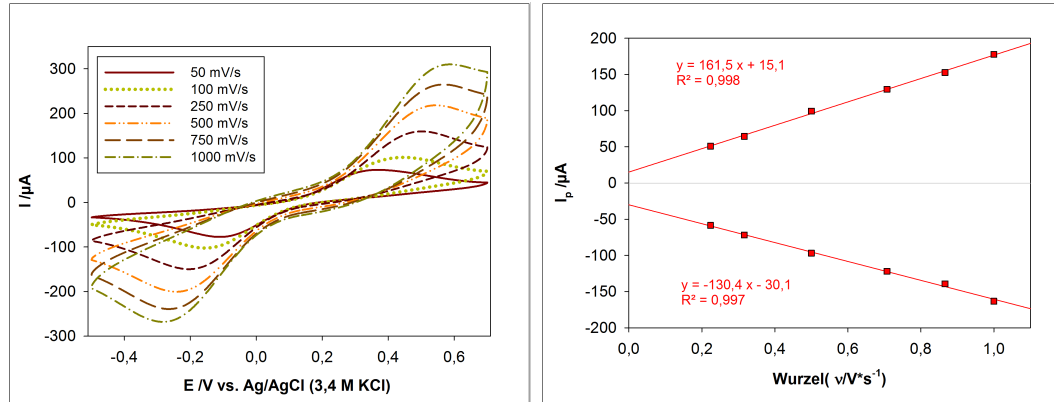 300
200
100
0
-100
-200
-300
I /µA
50 mV/s
100 mV/s
250 mV/s
500 mV/s
750 mV/s
1000 mV/s
-0,4 -0,2 0,0 0,2 0,4 0,6
E /V vs. Ag/AgCl (3,4 M KCl)
200
150
100
50
0
-50
-100
-150
-200
Iₚ /µA
y = 161,5 x + 15,1
R² = 0,998
y = -130,4 x - 30,1
R² = 0,997
0,0 0,2 0,4 0,6 0,8 1,0
Wurzel( ν/V*s⁻¹)